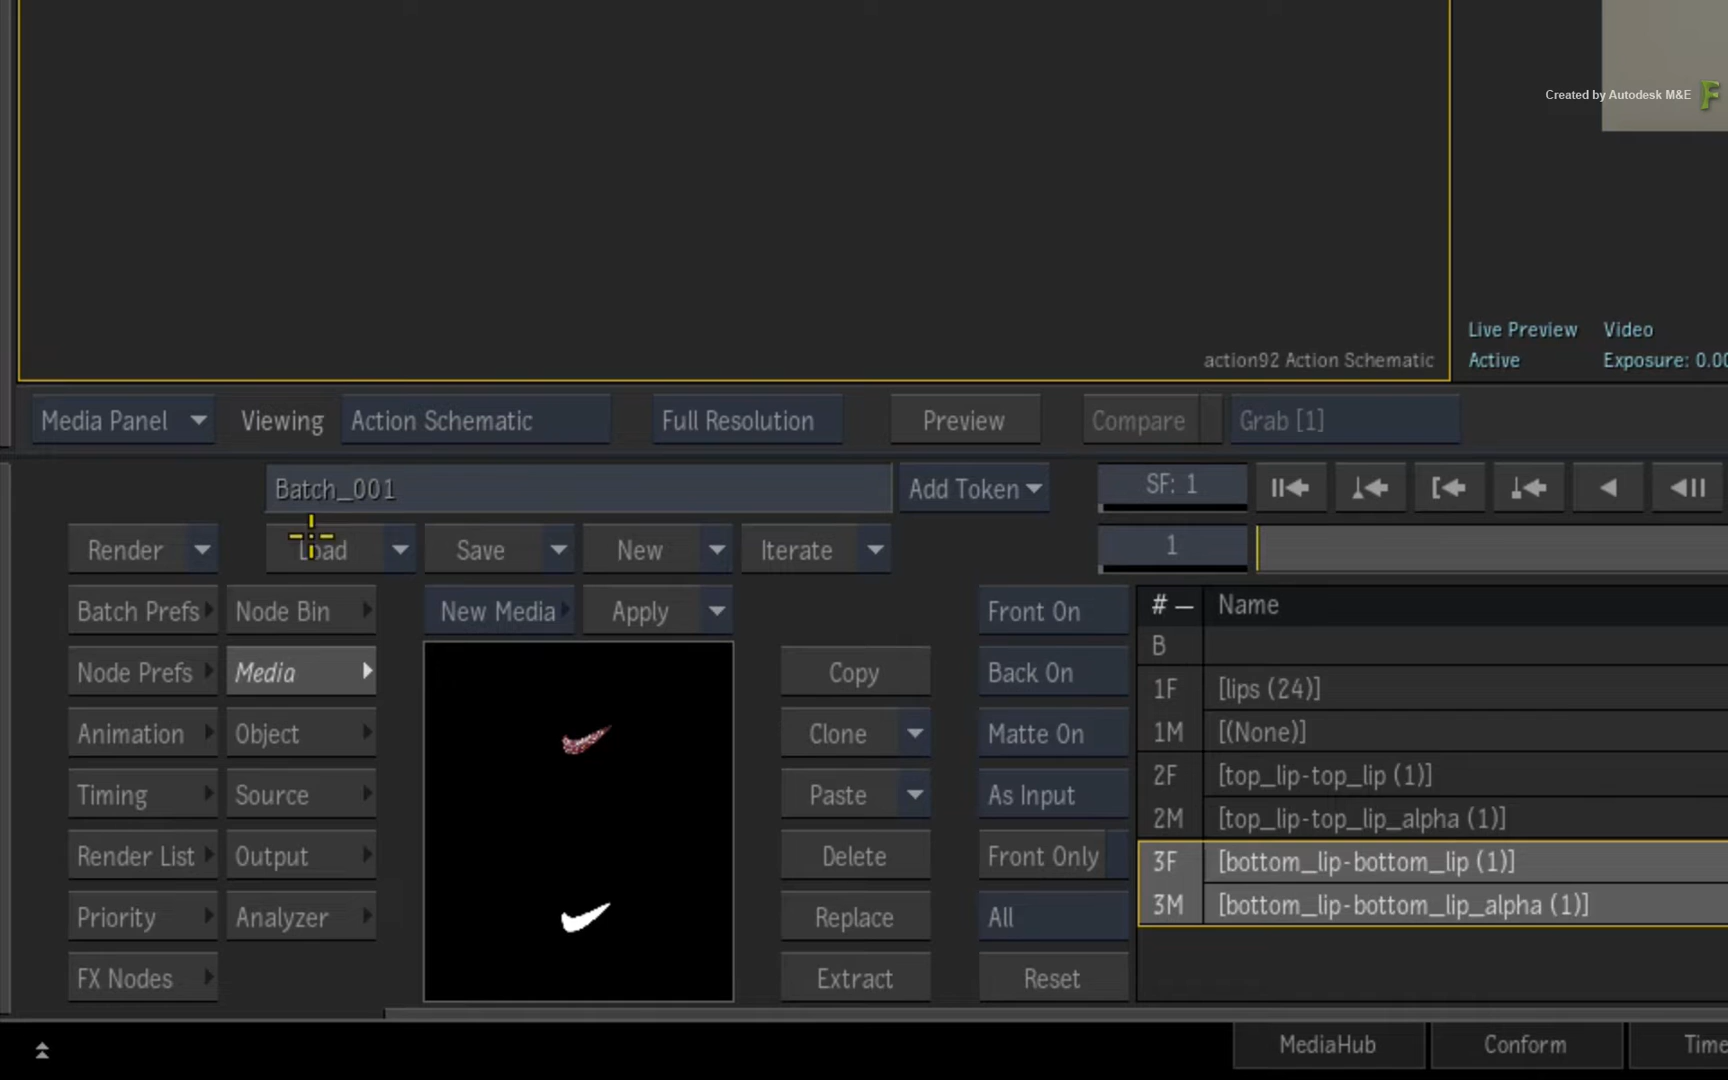 Created by Autodesk M&E
Live Preview Video
Active Exposure: 0.00
action92 Action Schematic
Media Panel Viewing Action Schematic Full Resolution Preview Compare Grab [1]
Batch_001 Add Token SF: 1
Render Load Save New Iterate 1
Batch Prefs Node Bin New Media Apply Front On # Name
B
Node Prefs Media Copy Back On 1F [lips (24)]
Animation Object Clone Matte On 1M [(None)]
2F [top_lip-top_lip (1)]
Timing Source Paste As Input 2M [top_lip-top_lip_alpha (1)]
Render List Output Delete Front Only 3F [bottom_lip-bottom_lip (1)]
Priority Analyzer Replace All 3M [bottom_lip-bottom_lip_alpha (1)]
FX Nodes Extract Reset
MediaHub Conform Time